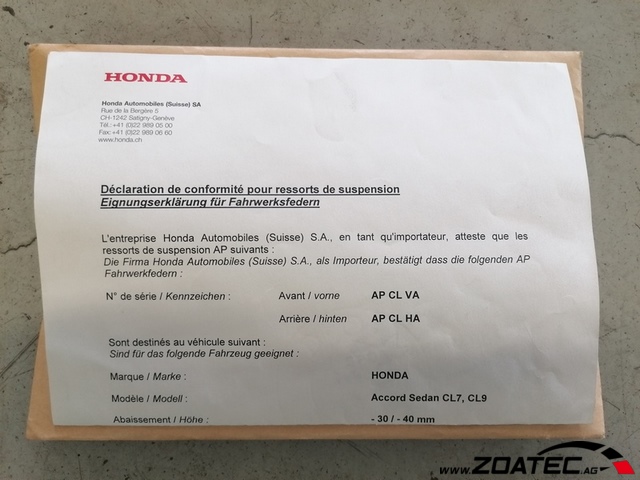 HONDA
Honda Automobiles (Suisse) SA
Rue de la Bergère 5
CH-1242 Satigny-Genève
Tél.: +41 (0)22 989 05 00
Fax: +41 (0)22 989 06 60
www.honda.ch
Déclaration de conformité pour ressorts de suspension
Eignungserklärung für Fahrwerksfedern
L'entreprise Honda Automobiles (Suisse) S.A., en tant qu'importateur, atteste que les
ressorts de suspension AP suivants :
Die Firma Honda Automobiles (Suisse) S.A., als Importeur, bestätigt dass die folgenden AP
Fahrwerkfedern :
N° de série / Kennzeichen : Avant / vorne AP CL VA
Arrière / hinten AP CL HA
Sont destinés au véhicule suivant :
Sind für das folgende Fahrzeug geeignet :
Marque / Marke : HONDA
Modèle / Modell : Accord Sedan CL7, CL9
Abaissement / Höhe : - 30 / - 40 mm
www.ZOATEC.AG